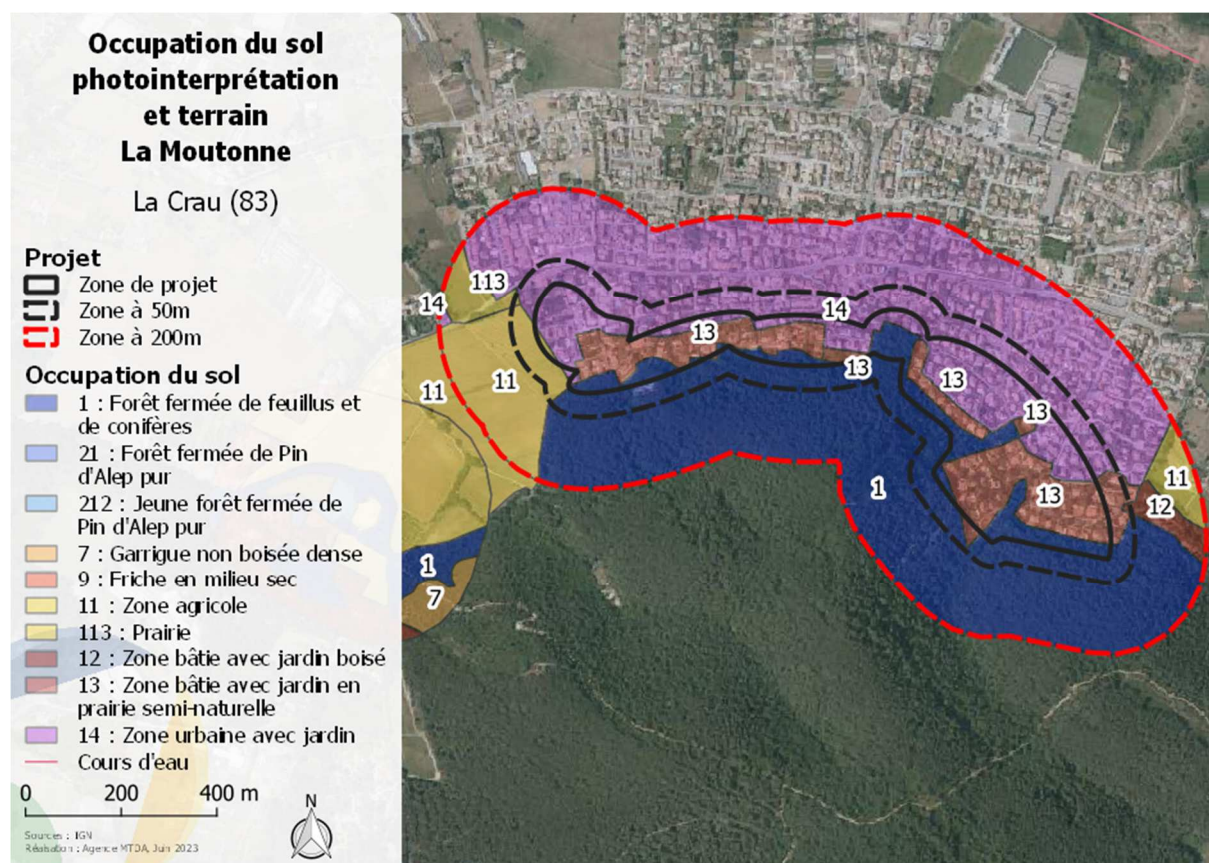 Occupation du sol
photointerprétation
et terrain
La Moutonne
La Crau (83)
Projet
Zone de projet
Zone à 50m
Zone à 200m
Occupation du sol
1 : Forêt fermée de feuillus et
de conifères
21 : Forêt fermée de Pin
d'Alep pur
212 : Jeune forêt fermée de
Pin d'Alep pur
7 : Garrigue non boisée dense
9 : Friche en milieu sec
11 : Zone agricole
113 : Prairie
12 : Zone bâtie avec jardin boisé
13 : Zone bâtie avec jardin en
prairie semi-naturelle
14 : Zone urbaine avec jardin
Cours d'eau
0 200 400 m
N
Sources : IGN
Réalisation : Agence MTDA, Juin 2023
113
14
14
13
13
11
11
13
13
11
1
13
12
1
7